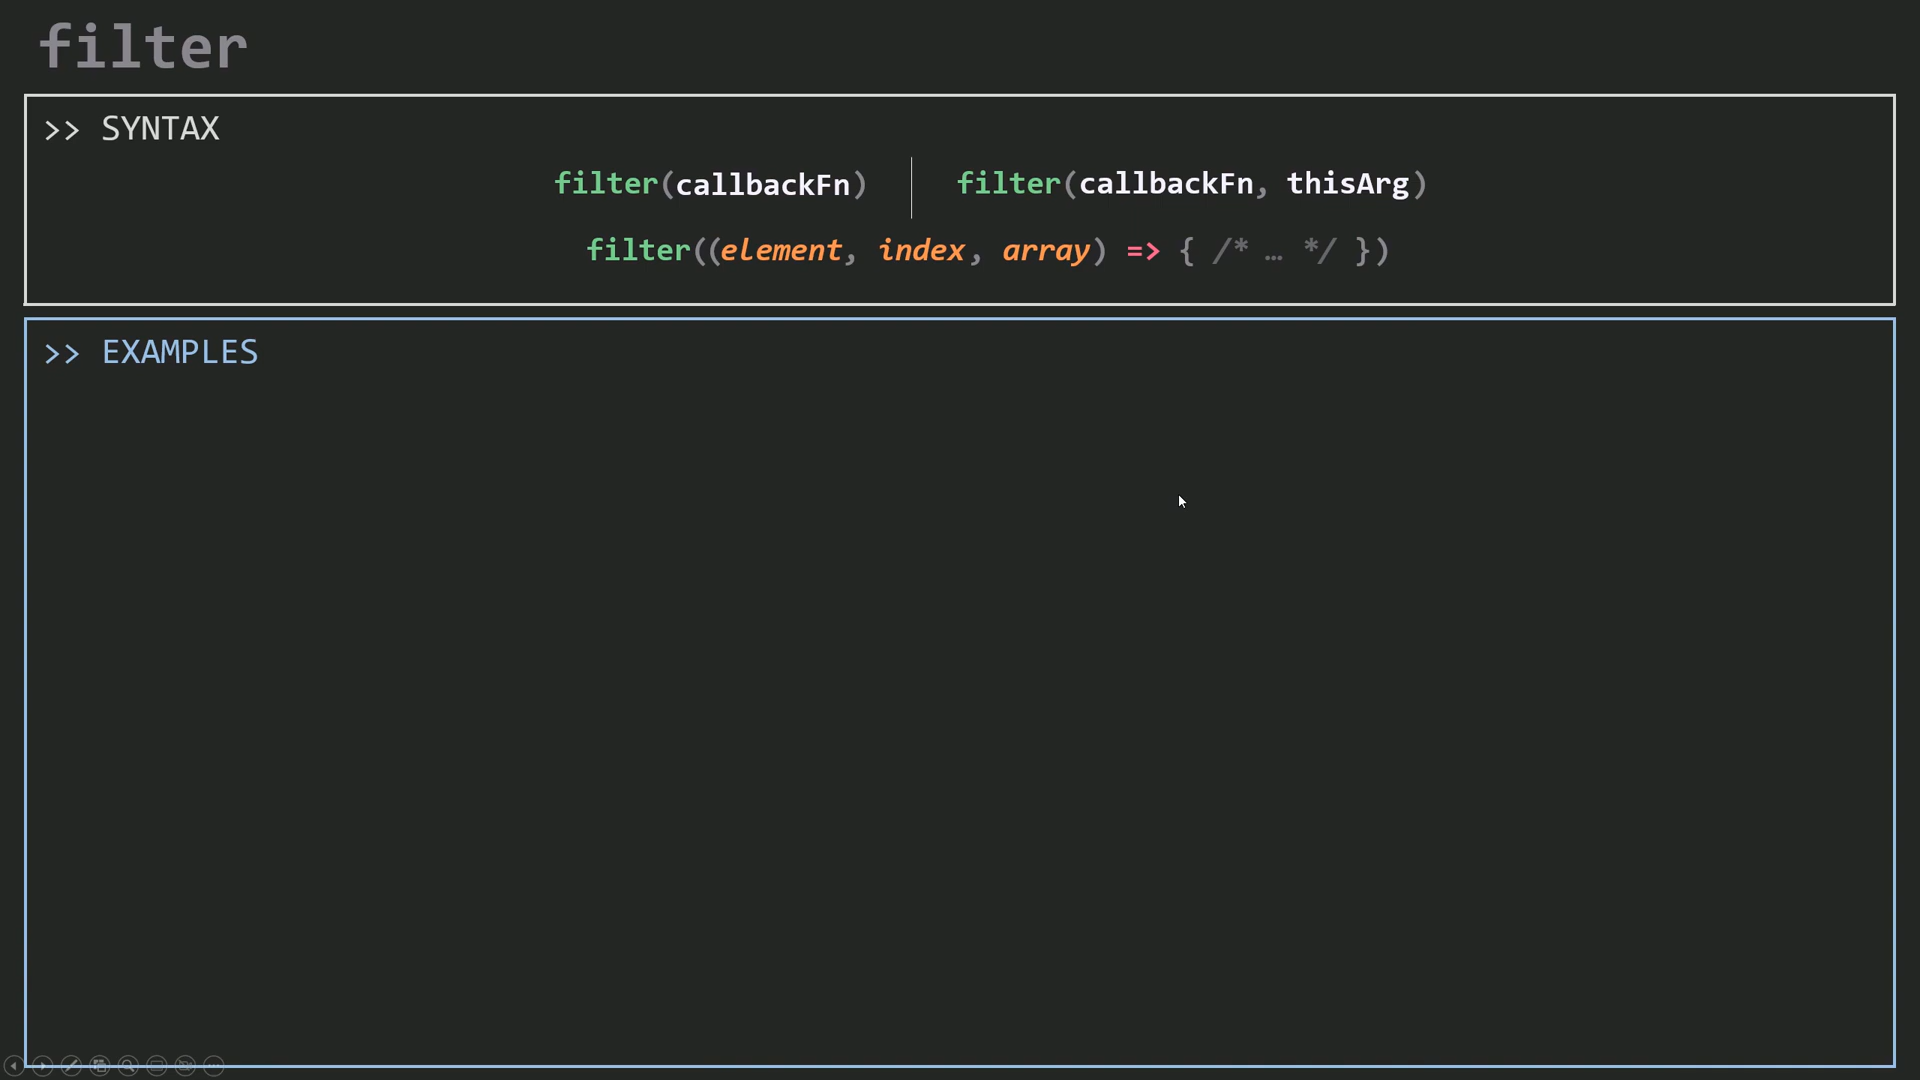 filter
>> SYNTAX
filter(callbackFn) filter(callbackFn, thisArg)
filter((element, index, array) => { /* … */ })
>> EXAMPLES